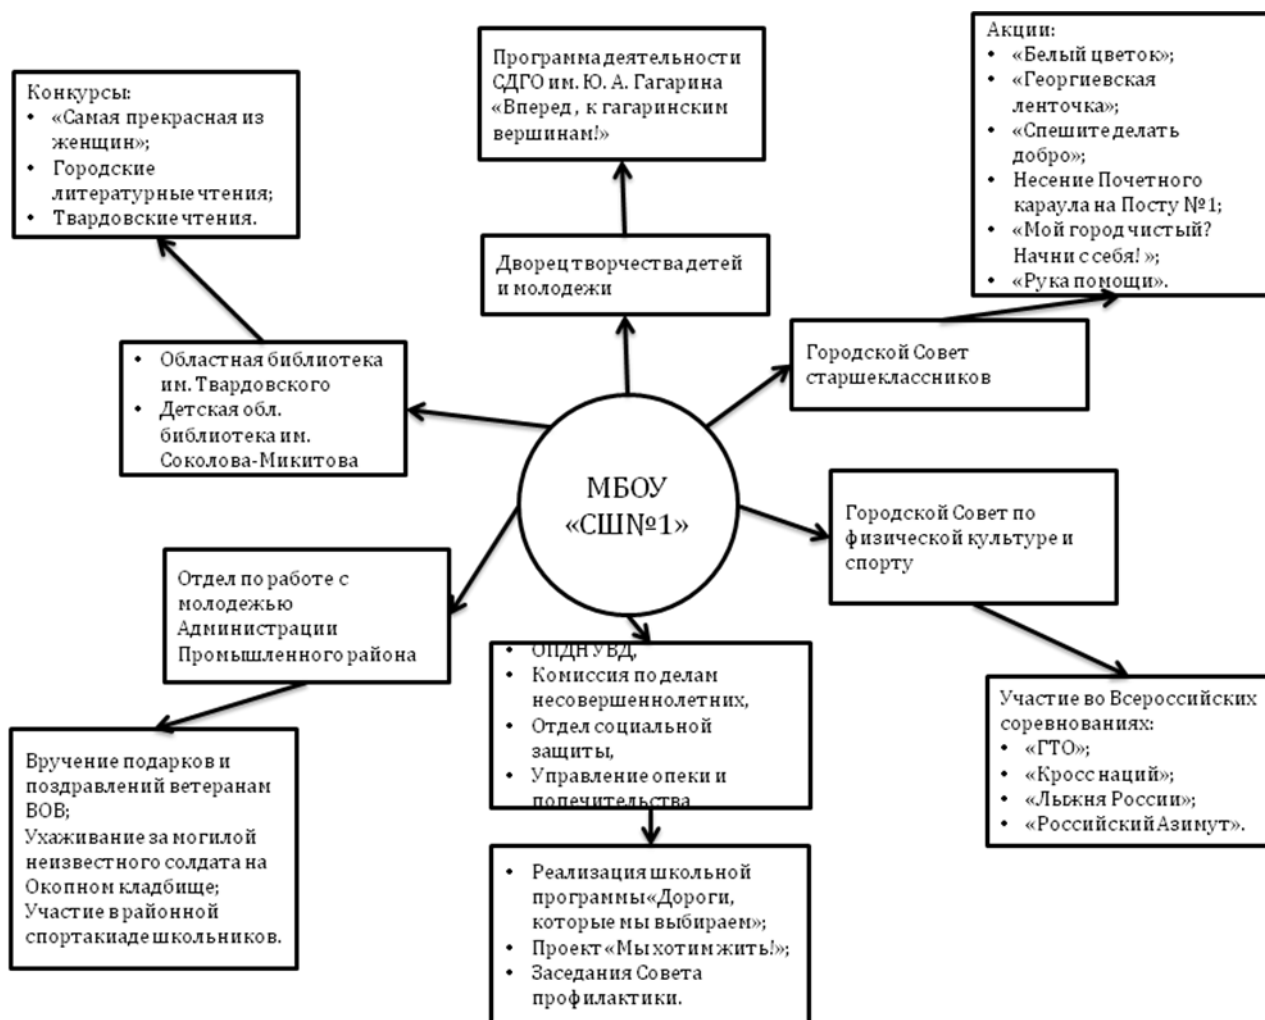 Программа деятельности
СДГО им. Ю. А. Гагарина
«Вперед , к гагаринским
вершинам!»
Акции:
• «Белый цветок»;
• «Георгиевская
ленточка»;
• «Спешите делать
добро»;
• Несение Почетного
караула на Посту №1;
• «Мой город чистый?
Начни с себя! »;
• «Рука помощи».
Конкурсы:
• «Самая прекрасная из
женщин»;
• Городские
литературные чтения;
• Твардовские чтения.
Дворец творчества детей
и молодежи
• Областная библиотека
им. Твардовского
• Детская обл.
библиотека им.
Соколова-Микитова
Городской Совет
старшеклассников
МБОУ
«СШ№1»
Городской Совет по
физической культуре и
спорту
Отдел по работе с
молодежью
Администрации
Промышленного района
• ОПДН УВД,
• Комиссия по делам
несовершеннолетних,
• Отдел социальной
защиты,
• Управление опеки и
попечительства
Участие во Всероссийских
соревнованиях:
• «ГТО»;
• «Кросс наций»;
• «Лыжня России»;
• «Российский Азимут».
Вручение подарков и
поздравлений ветеранам
ВОВ;
Ухаживание за могилой
неизвестного солдата на
Окопном кладбище;
Участие в районной
спортакиаде школьников.
• Реализация школьной
программы «Дороги,
которые мы выбираем»;
• Проект «Мы хотим жить!»;
• Заседания Совета
профилактики.